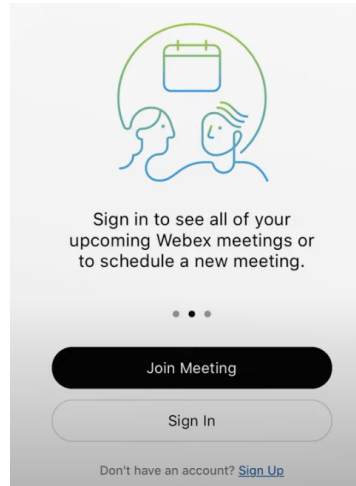 Sign in to see all of your
upcoming Webex meetings or
to schedule a new meeting.
Join Meeting
Sign In
Don't have an account? Sign Up